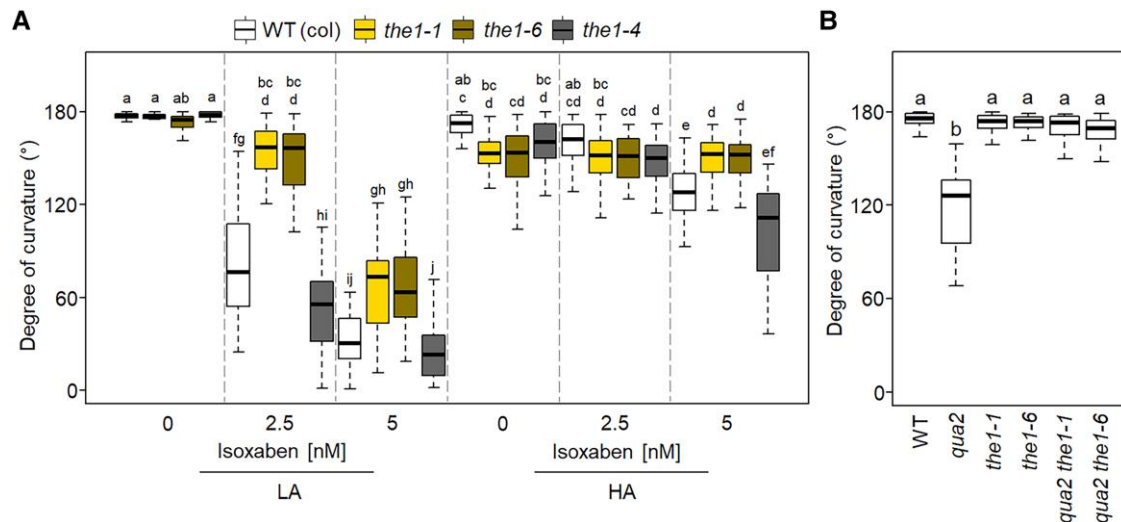 A
WT (col) the1-1 the1-6 the1-4
Degree of curvature (°)
180
120
60
0
a a ab a
fg
bc
d
bc
d
hi
ij
gh
gh
j
ab
c
bc
d
cd
bc
d
ab
cd
bc
d
cd
d
e
d
d
ef
0 2.5 5 0 2.5 5
Isoxaben [nM] Isoxaben [nM]
LA HA
B
Degree of curvature (°)
180
120
60
0
a b a a a a
WT
qua2
the1-1
the1-6
qua2 the1-1
qua2 the1-6